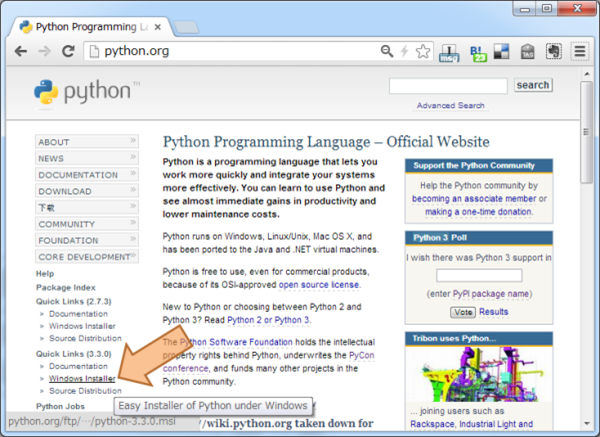 Python Programming L
python.org
python™
search
Advanced Search
ABOUT
NEWS
DOCUMENTATION
DOWNLOAD
下载
COMMUNITY
FOUNDATION
CORE DEVELOPMENT
Help
Package Index
Quick Links (2.7.3)
» Documentation
» Windows Installer
» Source Distribution
Quick Links (3.3.0)
» Documentation
» Windows Installer
» Source Distribution
Python Jobs
python.org/ftp/···/python-3.3.0.msi
Python Programming Language – Official Website
Python is a programming language that lets you
work more quickly and integrate your systems
more effectively. You can learn to use Python and
see almost immediate gains in productivity and
lower maintenance costs.
Python runs on Windows, Linux/Unix, Mac OS X, and
has been ported to the Java and .NET virtual machines.
Python is free to use, even for commercial products,
because of its OSI-approved open source license.
New to Python or choosing between Python 2 and
Python 3? Read Python 2 or Python 3.
The Python Software Foundation holds the intellectual
property rights behind Python, underwrites the PyCon
conference, and funds many other projects in the
Python community.
Easy Installer of Python under Windows
//wiki.python.org taken down for
Support the Python Community
Help the Python community by
becoming an associate member or
making a one-time donation.
Python 3 Poll
I wish there was Python 3 support in
(enter PyPI package name)
Vote Results
Tribon uses Python...
... joining users such as
Rackspace, Industrial Light and